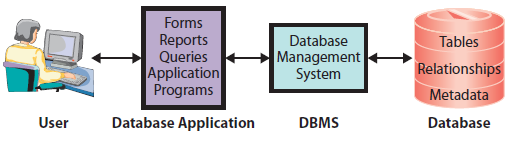 Forms
Reports
Queries
Application
Programs
Database
Management
System
Tables
Relationships
Metadata
User
Database Application
DBMS
Database